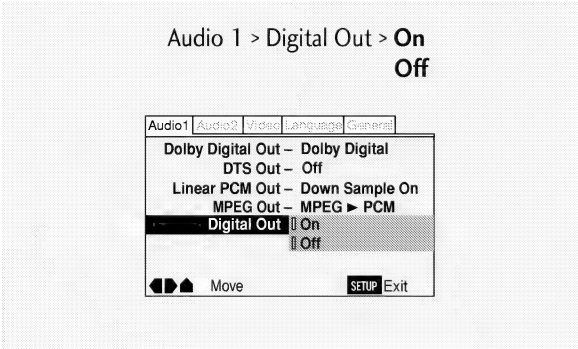 Audio 1 > Digital Out > On
Off
Audio1 Audio2 Video Language General
Dolby Digital Out – Dolby Digital
DTS Out – Off
Linear PCM Out – Down Sample On
MPEG Out – MPEG ► PCM
Digital Out On
Off
Move SETUP Exit